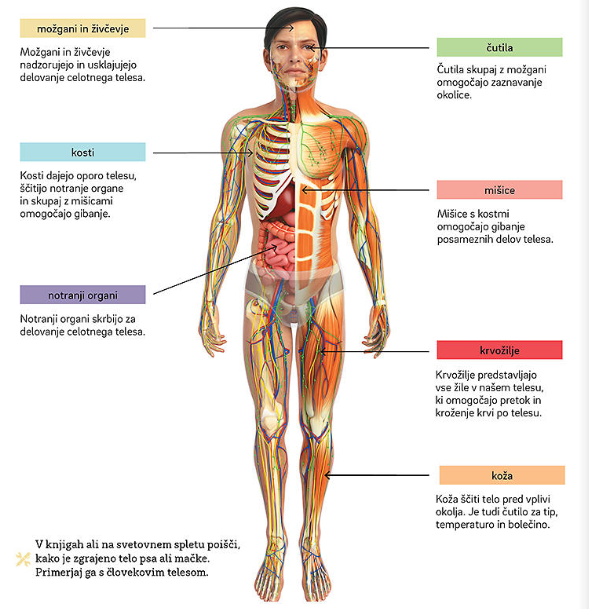 možgani in živčevje
Možgani in živčevje
nadzorujejo in usklajujejo
delovanje celotnega telesa.
kosti
Kosti dajejo oporo telesu,
ščitijo notranje organe
in skupaj z mišicami
omogočajo gibanje.
notranji organi
Notranji organi skrbijo za
delovanje celotnega telesa.
čutila
Čutila skupaj z možgani
omogočajo zaznavanje
okolice.
mišice
Mišice s kostmi
omogočajo gibanje
posameznih delov telesa.
krvožilje
Krvožilje predstavljajo
vse žile v našem telesu,
ki omogočajo pretok in
kroženje krvi po telesu.
koža
Koža ščiti telo pred vplivi
okolja. Je tudi čutilo za tip,
temperaturo in bolečino.
V knjigah ali na svetovnem spletu poišči,
kako je zgrajeno telo psa ali mačke.
Primerjaj ga s človekovim telesom.